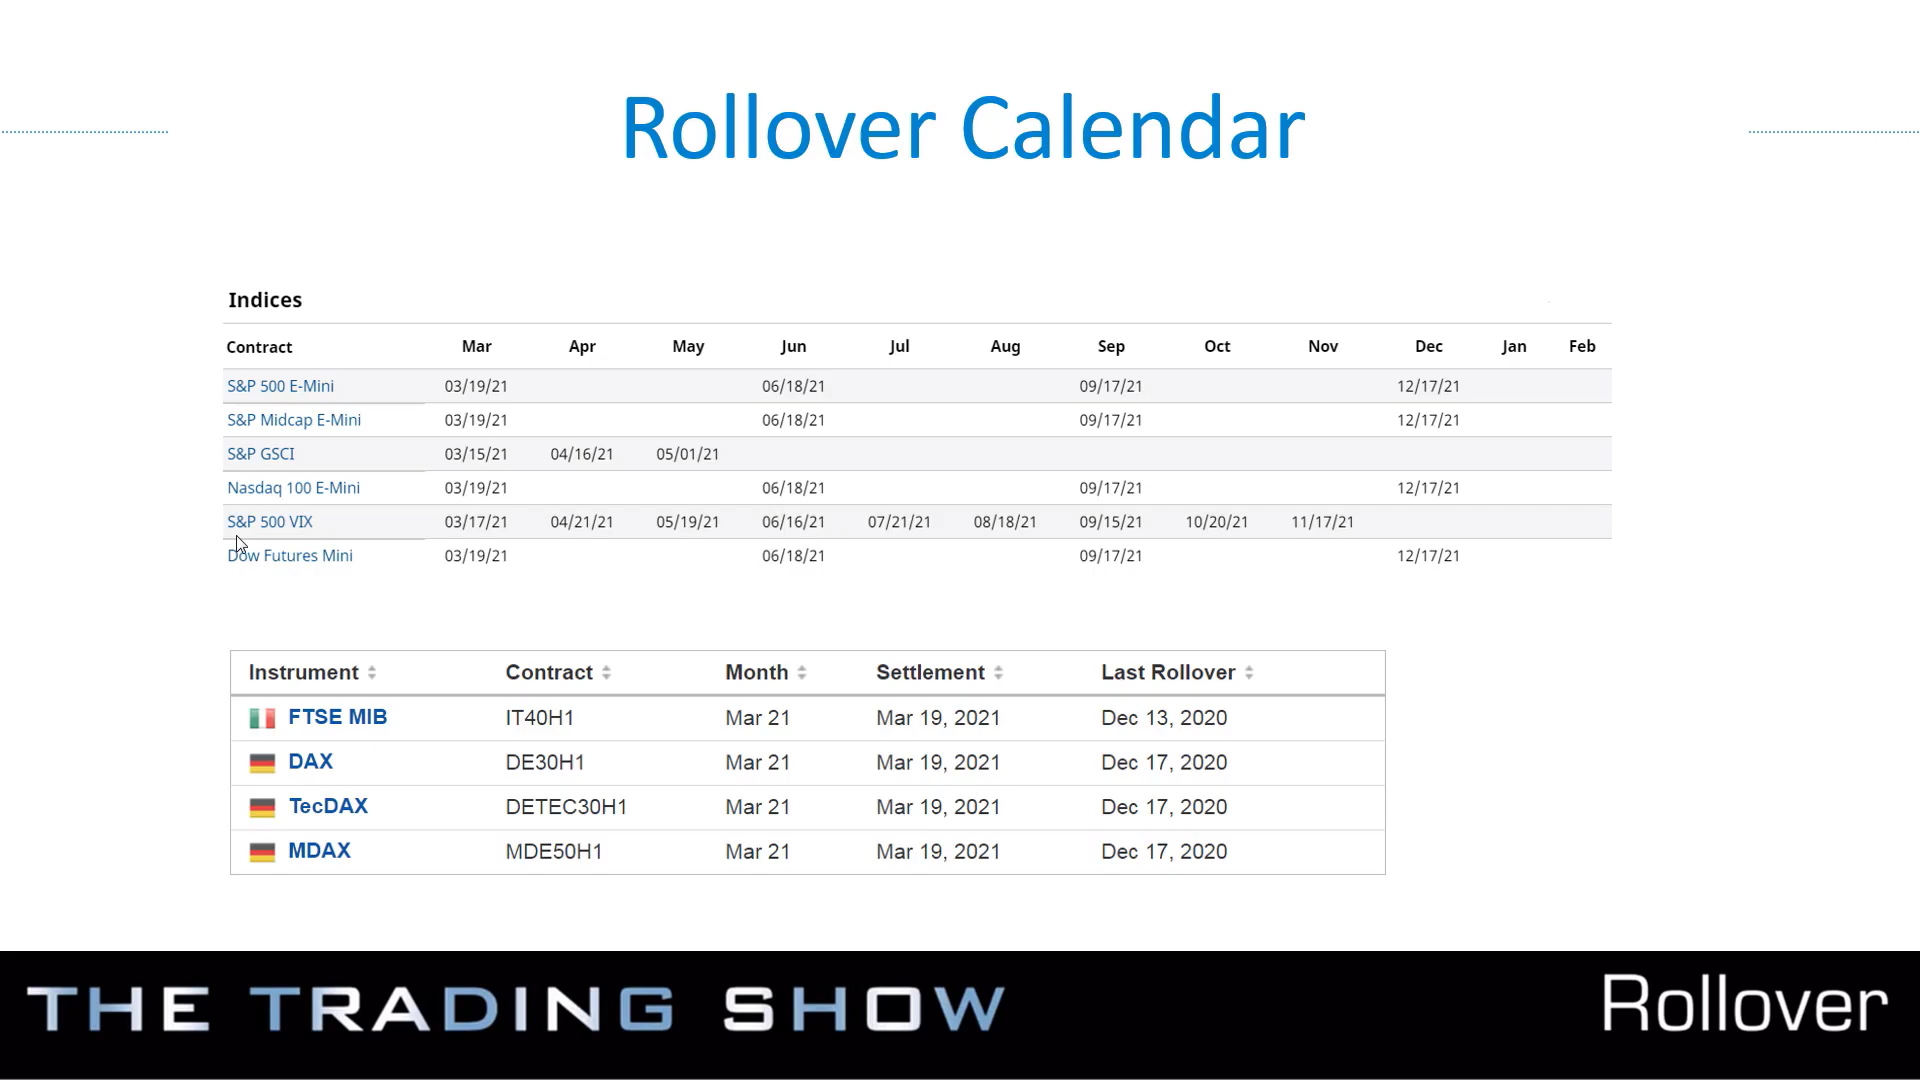 Rollover Calendar
Indices
Contract Mar Apr May Jun Jul Aug Sep Oct Nov Dec Jan Feb
S&P 500 E-Mini 03/19/21 06/18/21 09/17/21 12/17/21
S&P Midcap E-Mini 03/19/21 06/18/21 09/17/21 12/17/21
S&P GSCI 03/15/21 04/16/21 05/01/21
Nasdaq 100 E-Mini 03/19/21 06/18/21 09/17/21 12/17/21
S&P 500 VIX 03/17/21 04/21/21 05/19/21 06/16/21 07/21/21 08/18/21 09/15/21 10/20/21 11/17/21
Dow Futures Mini 03/19/21 06/18/21 09/17/21 12/17/21
Instrument Contract Month Settlement Last Rollover
FTSE MIB IT40H1 Mar 21 Mar 19, 2021 Dec 13, 2020
DAX DE30H1 Mar 21 Mar 19, 2021 Dec 17, 2020
TecDAX DETEC30H1 Mar 21 Mar 19, 2021 Dec 17, 2020
MDAX MDE50H1 Mar 21 Mar 19, 2021 Dec 17, 2020
THE TRADING SHOW Rollover